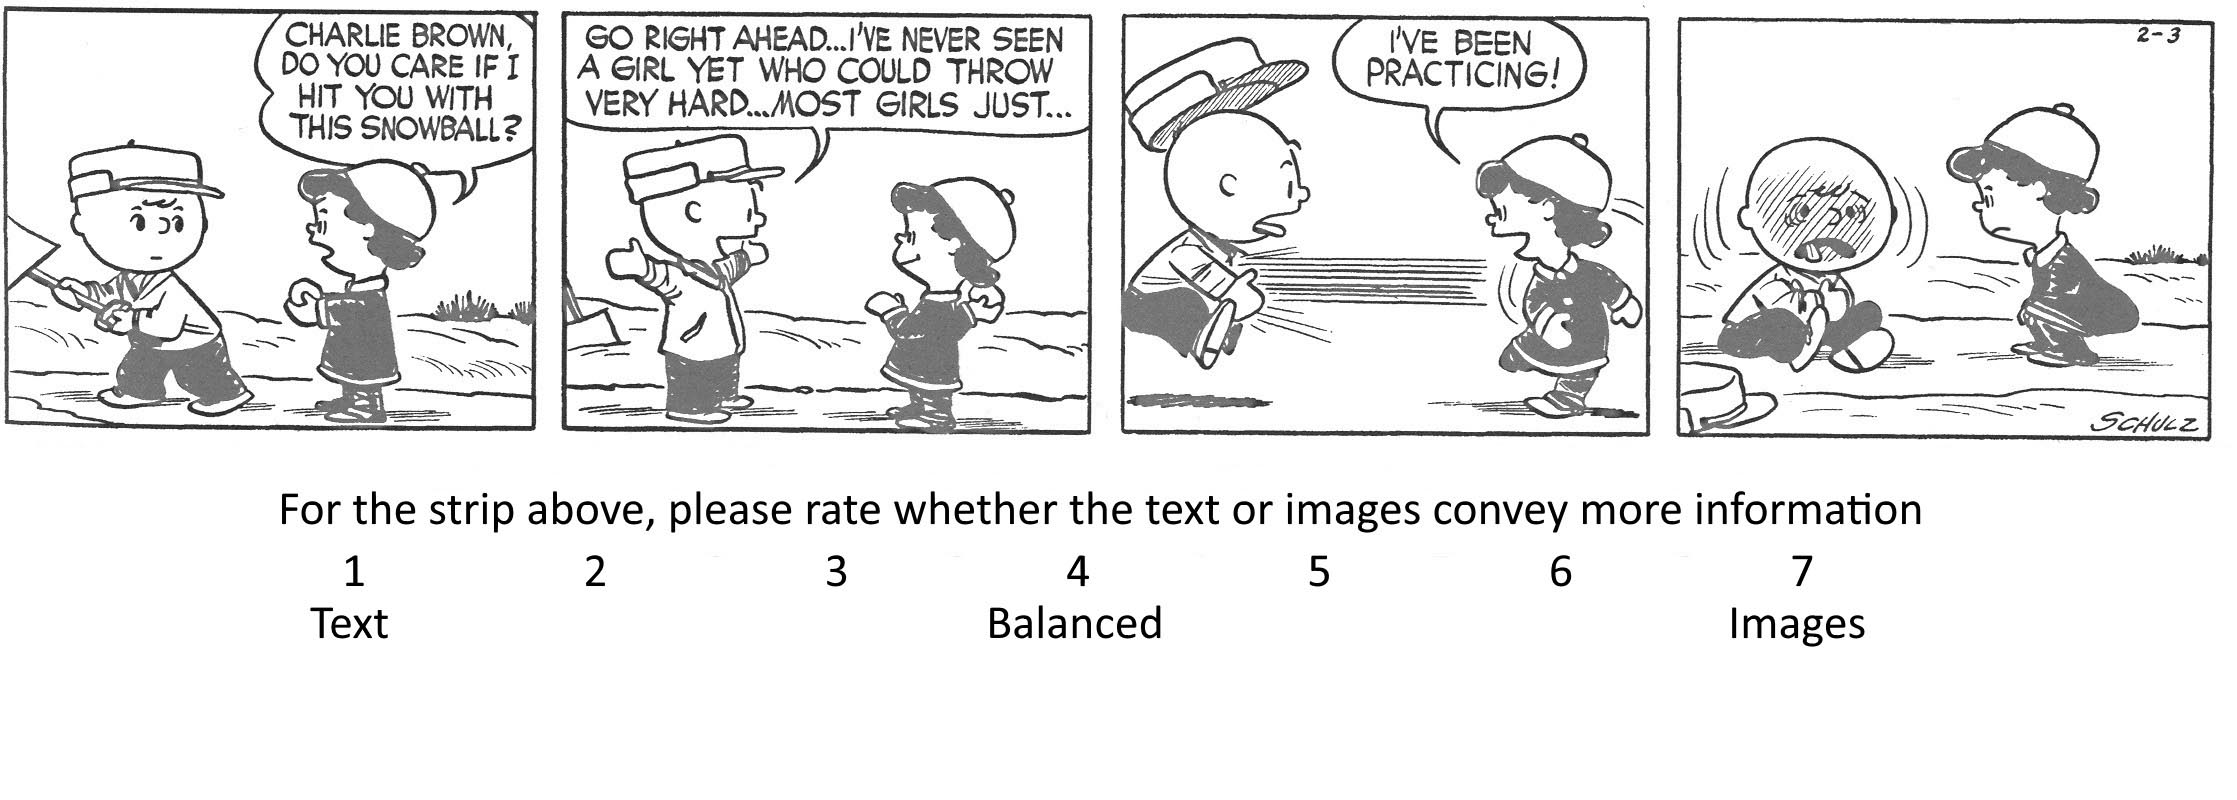 CHARLIE BROWN,
DO YOU CARE IF I
HIT YOU WITH
THIS SNOWBALL?
GO RIGHT AHEAD...I'VE NEVER SEEN
A GIRL YET WHO COULD THROW
VERY HARD...MOST GIRLS JUST...
I'VE BEEN
PRACTICING!
2-3
SCHULZ
For the strip above, please rate whether the text or images convey more information
1 2 3 4 5 6 7
Text Balanced Images